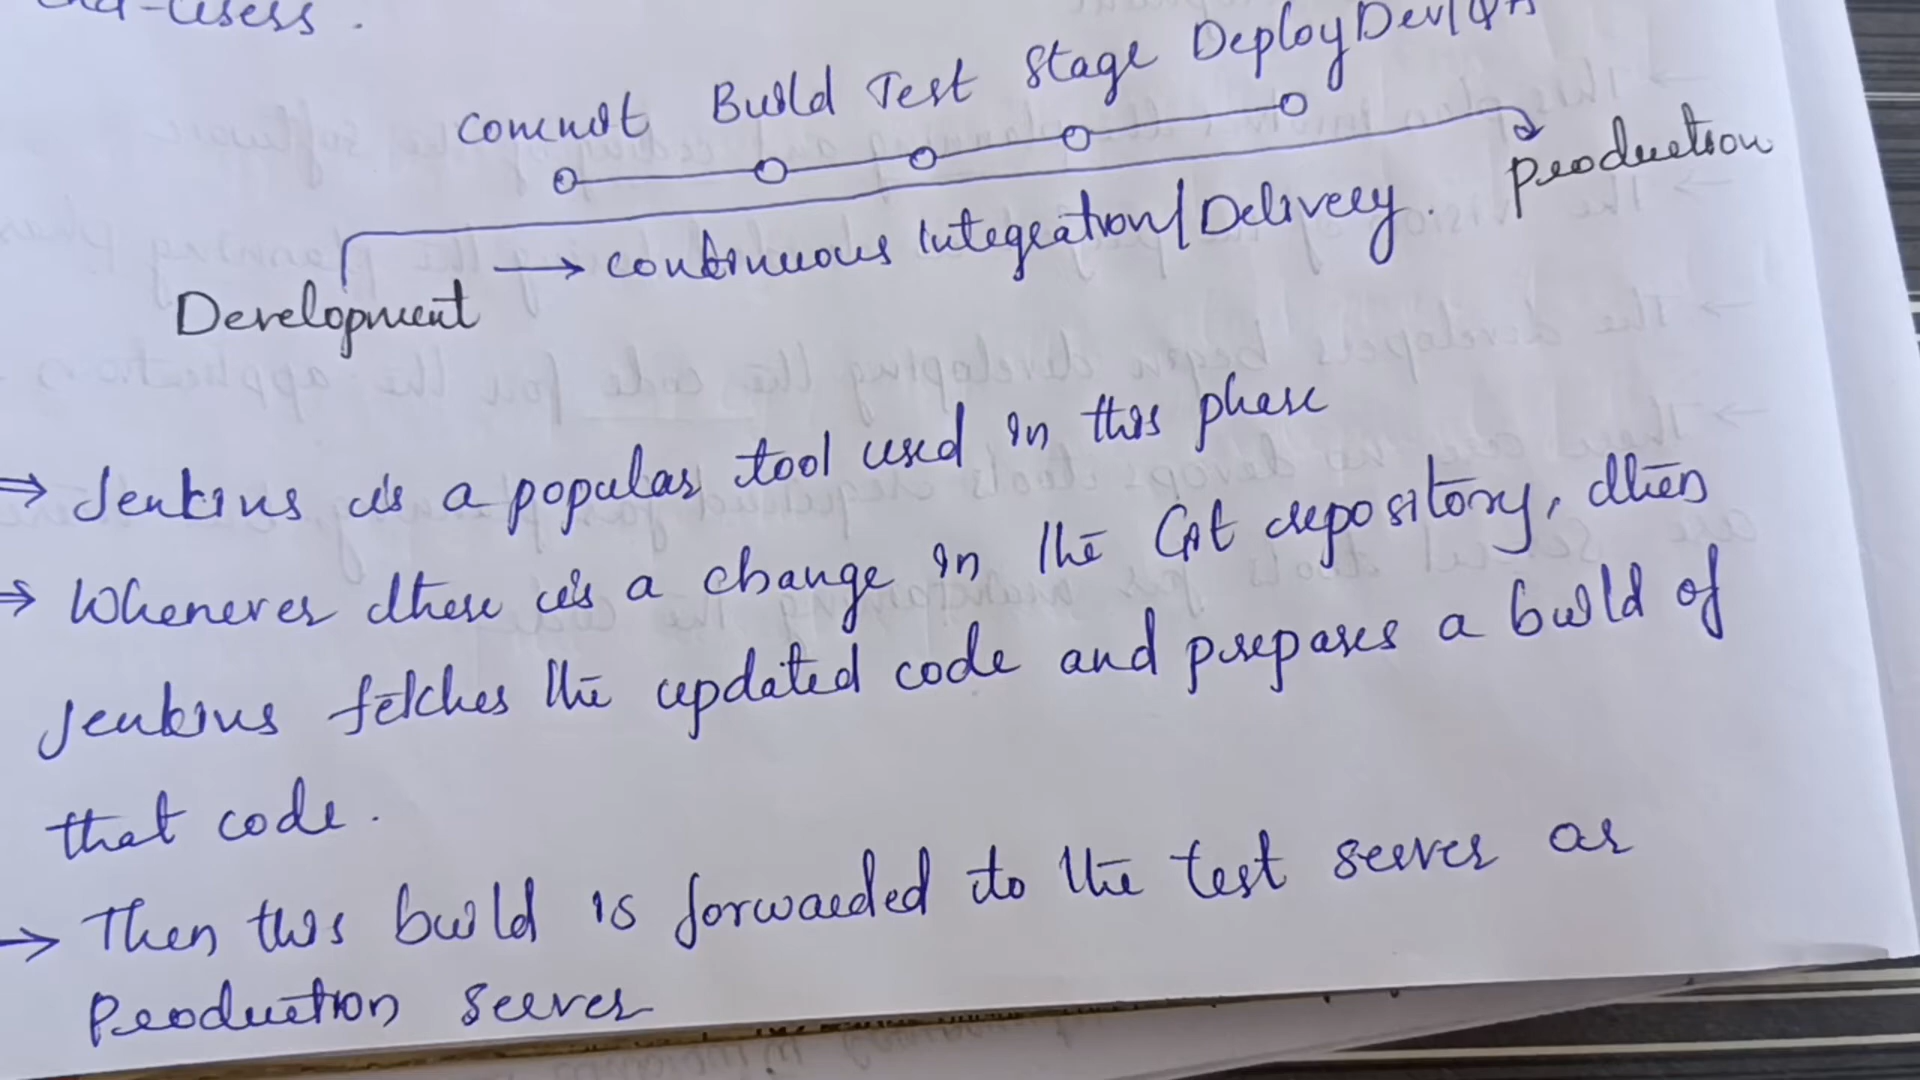 end-users.
Commit Build Test Stage Deploy Dev/QA
Production
→ Continuous Integration/Delivery.
Development
⇒ Jenkins is a popular tool used in this phase
⇒ Whenever there is a change in the Git repository, then
Jenkins fetches the updated code and prepares a build of
that code.
→ Then this build is forwarded to the test server or
Production server